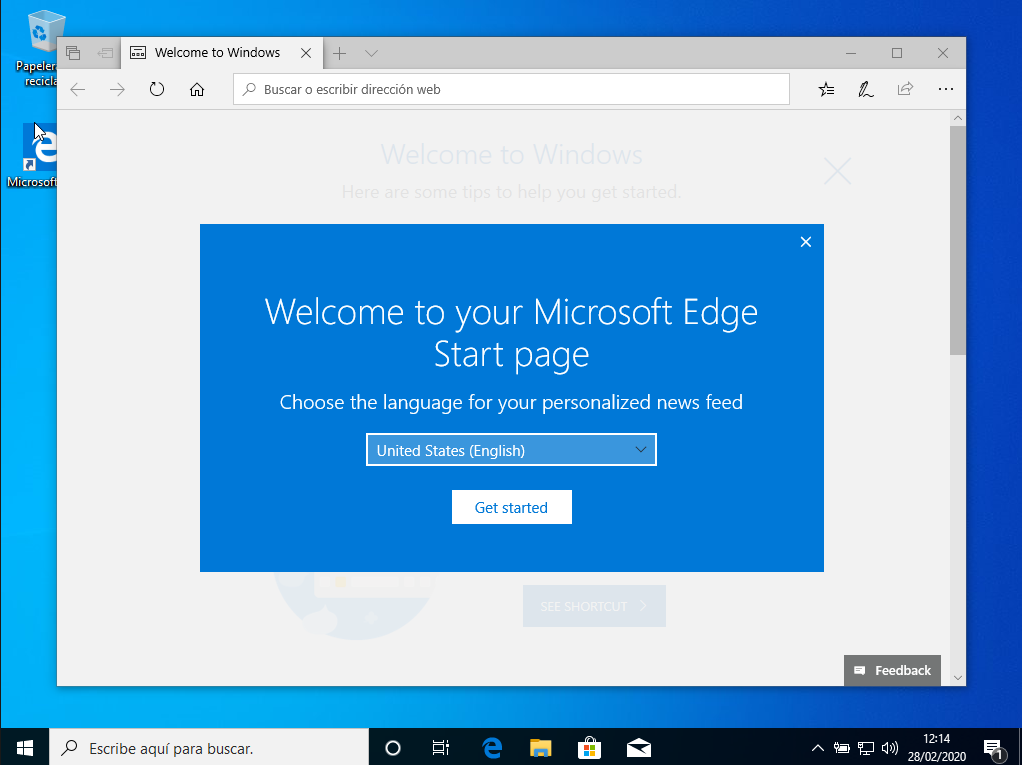 Papelera
recicla
Microsoft
Welcome to Windows
Buscar o escribir dirección web
Welcome to Windows
Here are some tips to help you get started.
Welcome to your Microsoft Edge
Start page
Choose the language for your personalized news feed
United States (English)
Get started
SEE SHORTCUT
Feedback
Escribe aquí para buscar.
12:14
28/02/2020
1